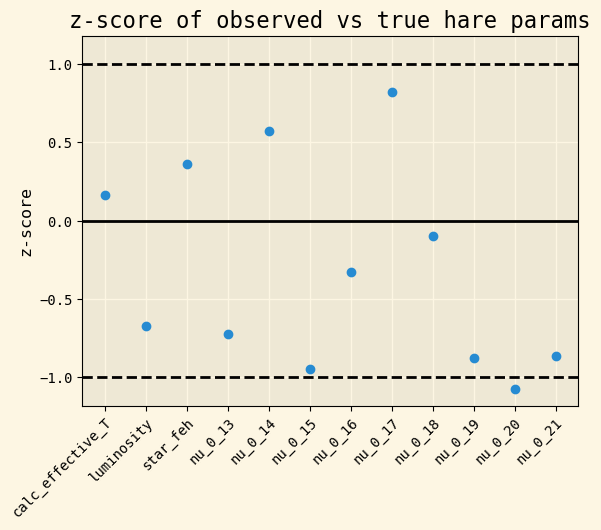 z-score of observed vs true hare params
z-score
1.0
0.5
0.0
−0.5
−1.0
calc_effective_T
luminosity
star_feh
nu_0_13
nu_0_14
nu_0_15
nu_0_16
nu_0_17
nu_0_18
nu_0_19
nu_0_20
nu_0_21